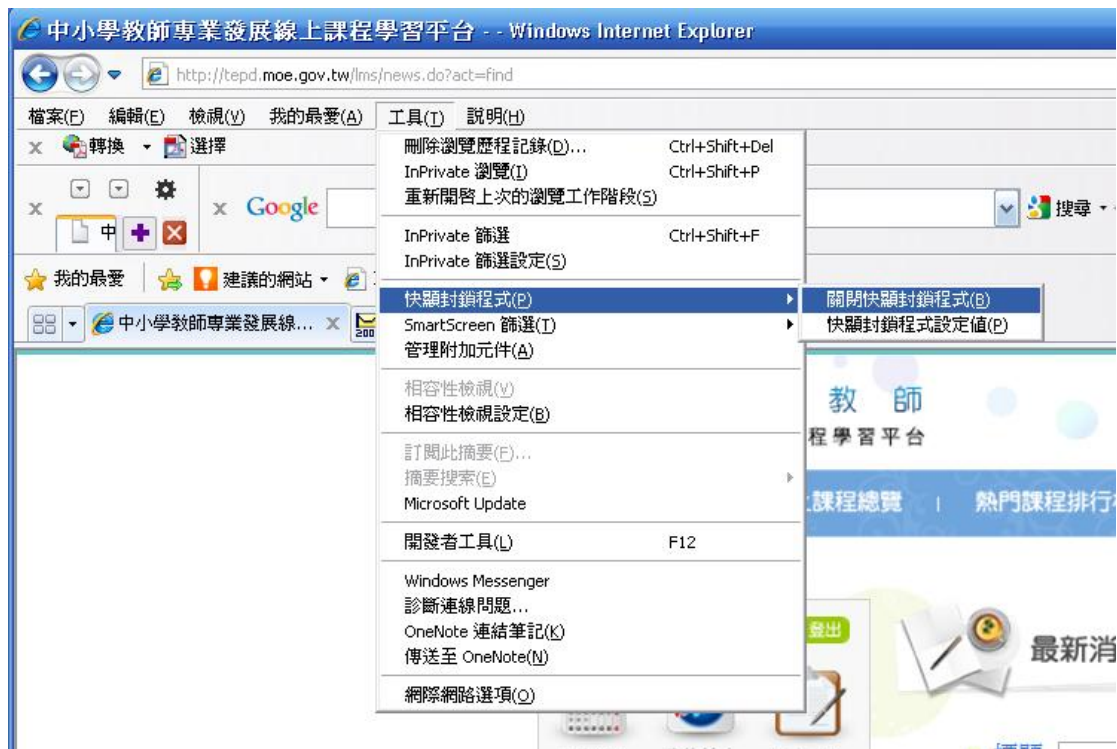 中小學教師專業發展線上課程學習平台 - - Windows Internet Explorer
http://tepd.moe.gov.tw/lms/news.do?act=find
檔案(F) 編輯(E) 檢視(V) 我的最愛(A) 工具(T) 說明(H)
x 轉換 選擇
刪除瀏覽歷程記錄(D)... Ctrl+Shift+Del
InPrivate 瀏覽(I) Ctrl+Shift+P
重新開啓上次的瀏覽工作階段(S)
InPrivate 篩選 Ctrl+Shift+F
InPrivate 篩選設定(S)
快顯封鎖程式(P)
關閉快顯封鎖程式(B)
快顯封鎖程式設定值(P)
SmartScreen 篩選(T)
管理附加元件(A)
相容性檢視(V)
相容性檢視設定(B)
訂閱此摘要(F)...
摘要搜索(E)
Microsoft Update
開發者工具(L) F12
Windows Messenger
診斷連線問題...
OneNote 連結筆記(K)
傳送至 OneNote(N)
網際網路選項(O)
x x Google 搜尋
中
我的最愛 建議的網站
中小學教師專業發展線... x
200
教 師
程學習平台
課程總覽 | 熱門課程排行
登出
最新消